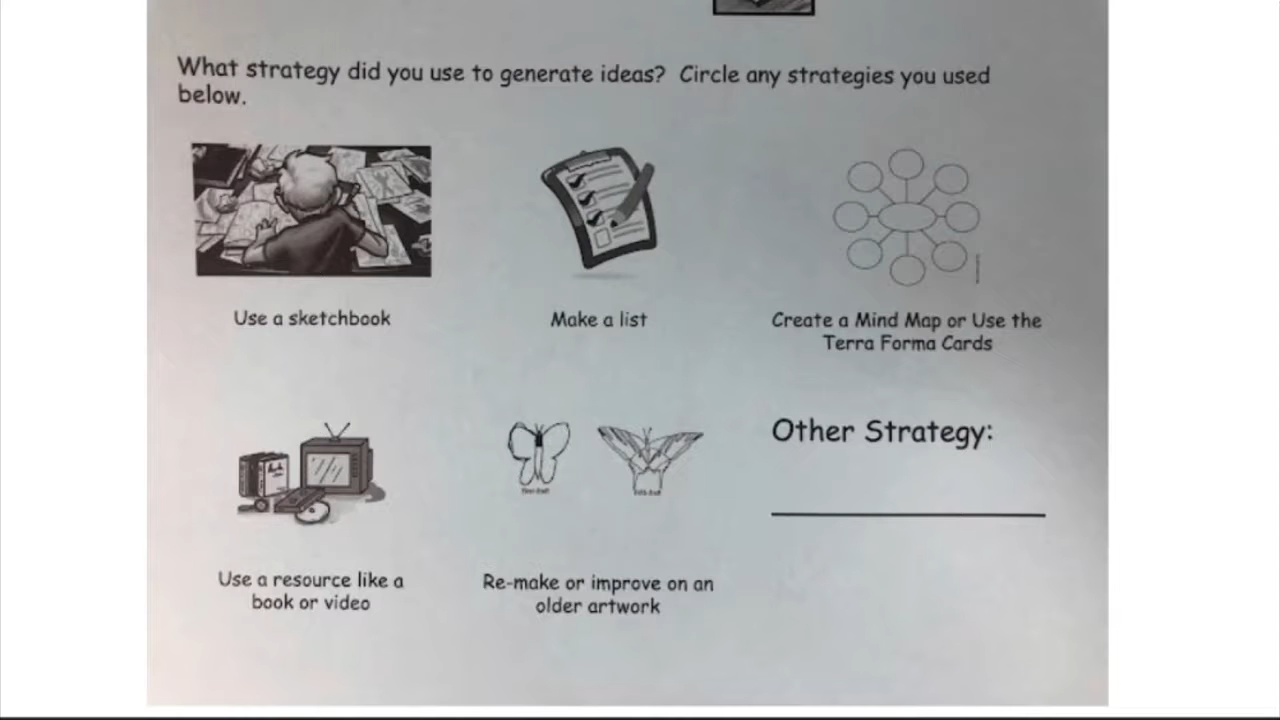 What strategy did you use to generate ideas? Circle any strategies you used
below.
Use a sketchbook
Make a list
Create a Mind Map or Use the
Terra Forma Cards
Other Strategy:
Use a resource like a
book or video
Re-make or improve on an
older artwork